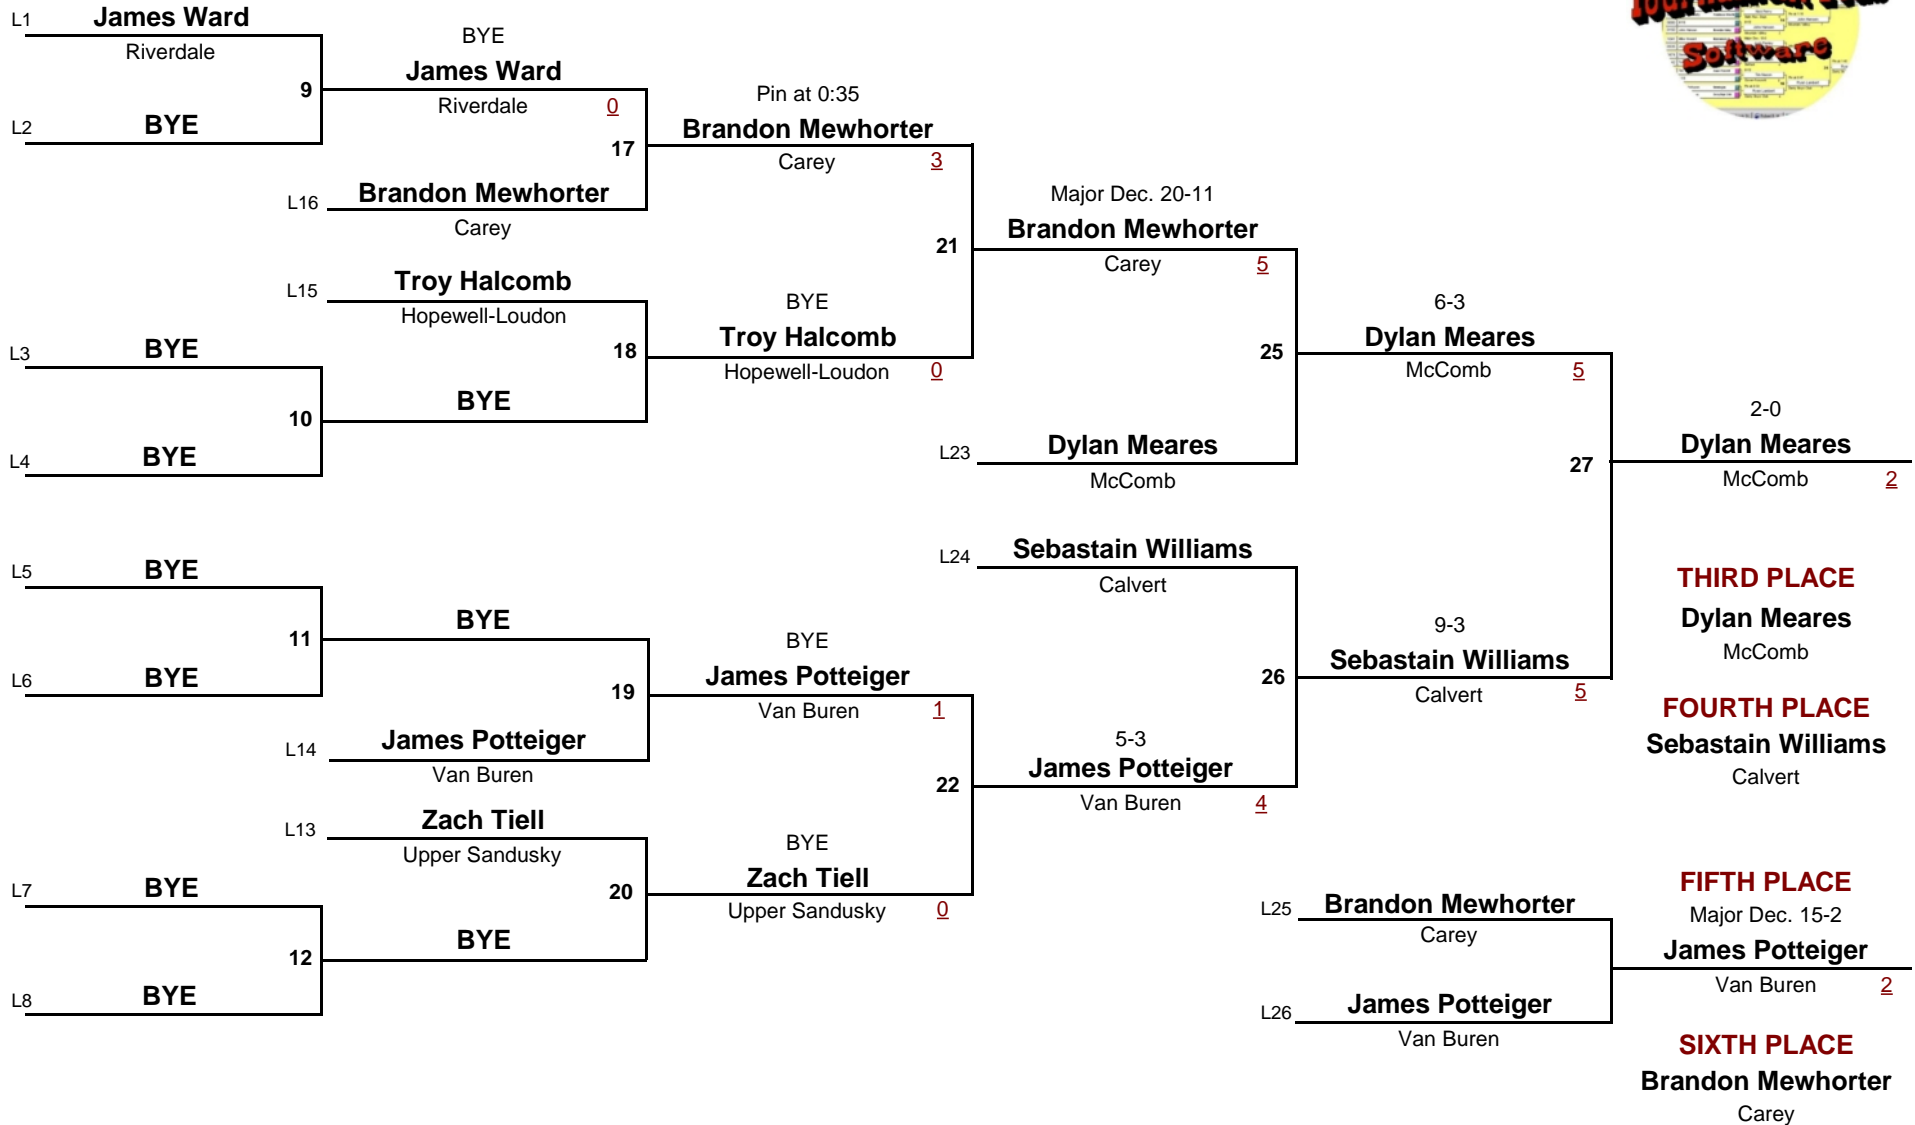 L1 James Ward
Riverdale
9
L2 BYE
BYE
James Ward
Riverdale 0
17
L16 Brandon Mewhorter
Carey
Pin at 0:35
Brandon Mewhorter
Carey 3
L15 Troy Halcomb
Hopewell-Loudon
18
L3 BYE
10
BYE
L4 BYE
BYE
Troy Halcomb
Hopewell-Loudon 0
21
Major Dec. 20-11
Brandon Mewhorter
Carey 5
25
L23 Dylan Meares
McComb
6-3
Dylan Meares
McComb 5
27
2-0
Dylan Meares
McComb 2
L5 BYE
11
BYE
L6 BYE
19
L14 James Potteiger
Van Buren
BYE
James Potteiger
Van Buren 1
22
L13 Zach Tiell
Upper Sandusky
20
L7 BYE
12
BYE
L8 BYE
BYE
Zach Tiell
Upper Sandusky 0
5-3
James Potteiger
Van Buren 4
L24 Sebastain Williams
Calvert
26
9-3
Sebastain Williams
Calvert 5
THIRD PLACE
Dylan Meares
McComb
FOURTH PLACE
Sebastain Williams
Calvert
L25 Brandon Mewhorter
Carey
L26 James Potteiger
Van Buren
FIFTH PLACE
Major Dec. 15-2
James Potteiger
Van Buren 2
SIXTH PLACE
Brandon Mewhorter
Carey
Software